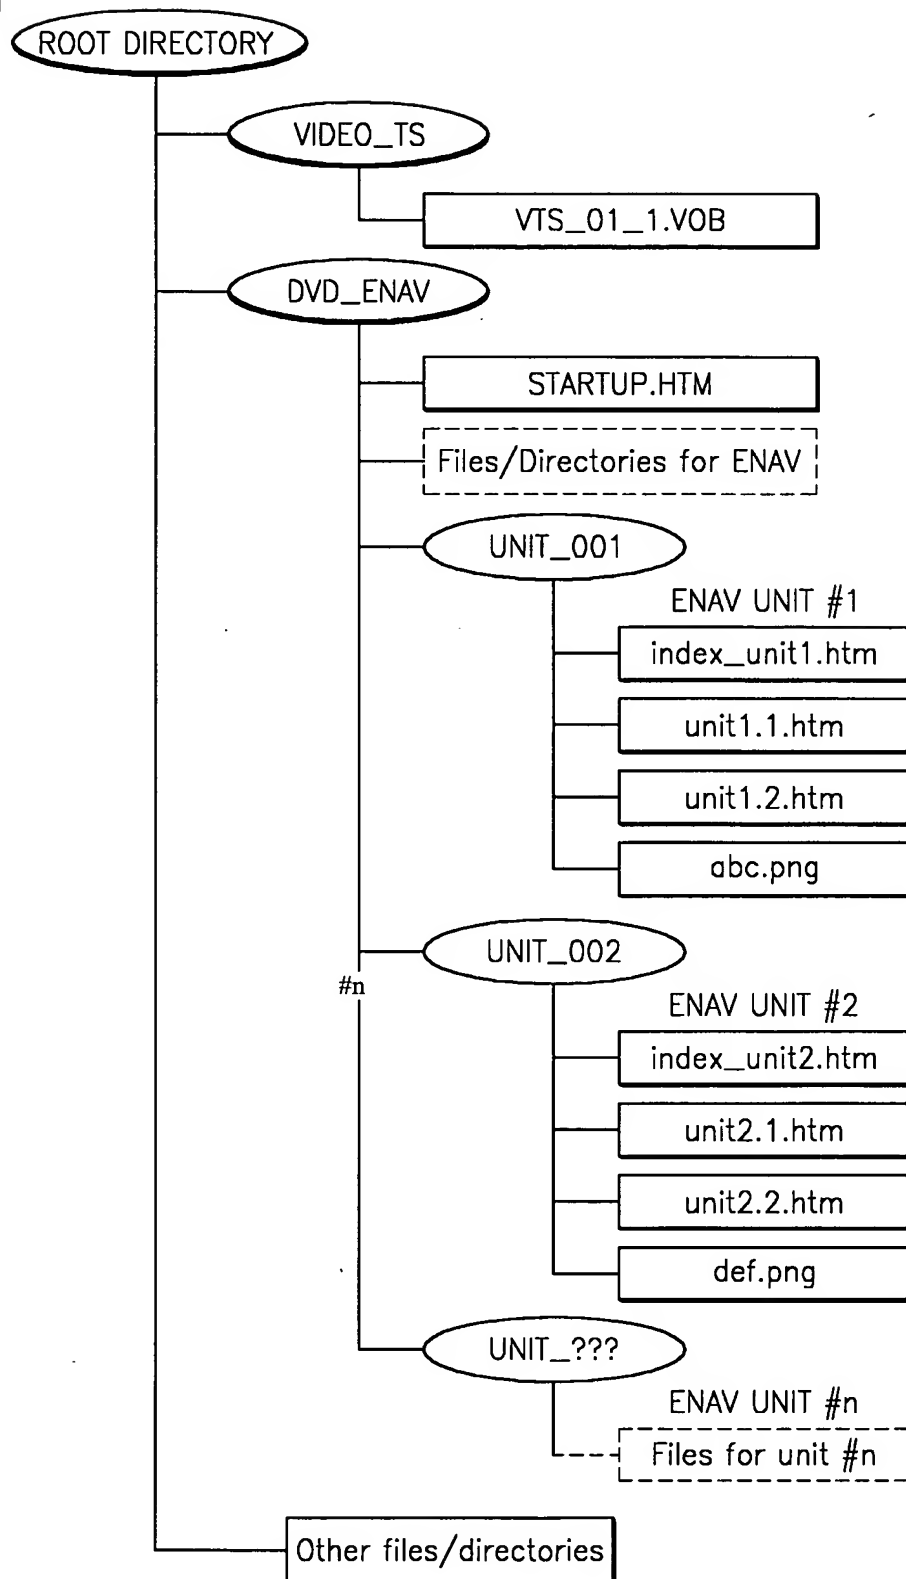 ROOT DIRECTORY
VIDEO_TS
VTS_01_1.VOB
DVD_ENAV
STARTUP.HTM
Files/Directories for ENAV
UNIT_001
ENAV UNIT #1
index_unit1.htm
unit1.1.htm
unit1.2.htm
abc.png
UNIT_002
#n
ENAV UNIT #2
index_unit2.htm
unit2.1.htm
unit2.2.htm
def.png
UNIT_???
ENAV UNIT #n
Files for unit #n
Other files/directories